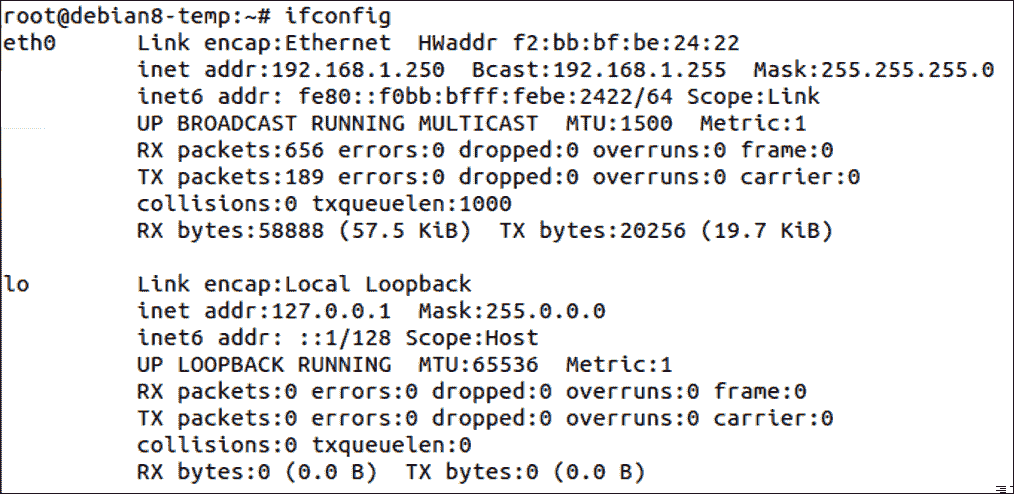 root@debian8-temp:~# ifconfig
eth0      Link encap:Ethernet  HWaddr f2:bb:bf:be:24:22
          inet addr:192.168.1.250  Bcast:192.168.1.255  Mask:255.255.255.0
          inet6 addr: fe80::f0bb:bfff:febe:2422/64 Scope:Link
          UP BROADCAST RUNNING MULTICAST  MTU:1500  Metric:1
          RX packets:656 errors:0 dropped:0 overruns:0 frame:0
          TX packets:189 errors:0 dropped:0 overruns:0 carrier:0
          collisions:0 txqueuelen:1000
          RX bytes:58888 (57.5 KiB)  TX bytes:20256 (19.7 KiB)

lo        Link encap:Local Loopback
          inet addr:127.0.0.1  Mask:255.0.0.0
          inet6 addr: ::1/128 Scope:Host
          UP LOOPBACK RUNNING  MTU:65536  Metric:1
          RX packets:0 errors:0 dropped:0 overruns:0 frame:0
          TX packets:0 errors:0 dropped:0 overruns:0 carrier:0
          collisions:0 txqueuelen:0
          RX bytes:0 (0.0 B)  TX bytes:0 (0.0 B)